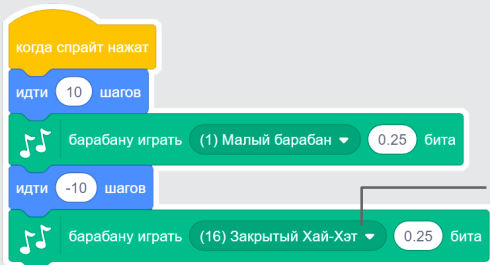 когда спрайт нажат
идти 10 шагов
барабану играть (1) Малый барабан 0.25 бита
идти -10 шагов
барабану играть (16) Закрытый Хай-Хэт 0.25 бита